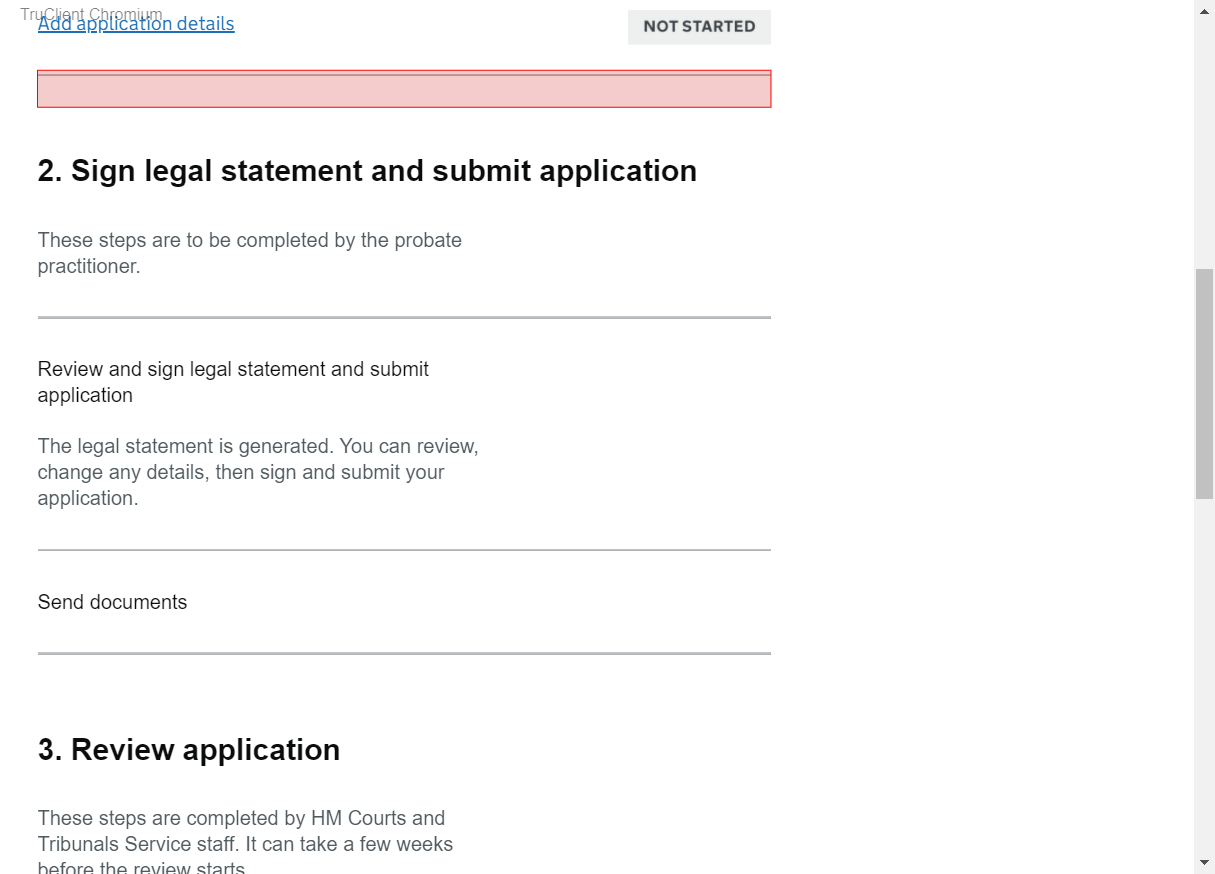 TruClient Chromium
Add application details
NOT STARTED
2. Sign legal statement and submit application
These steps are to be completed by the probate
practitioner.
Review and sign legal statement and submit
application
The legal statement is generated. You can review,
change any details, then sign and submit your
application.
Send documents
3. Review application
These steps are completed by HM Courts and
Tribunals Service staff. It can take a few weeks
before the review starts.